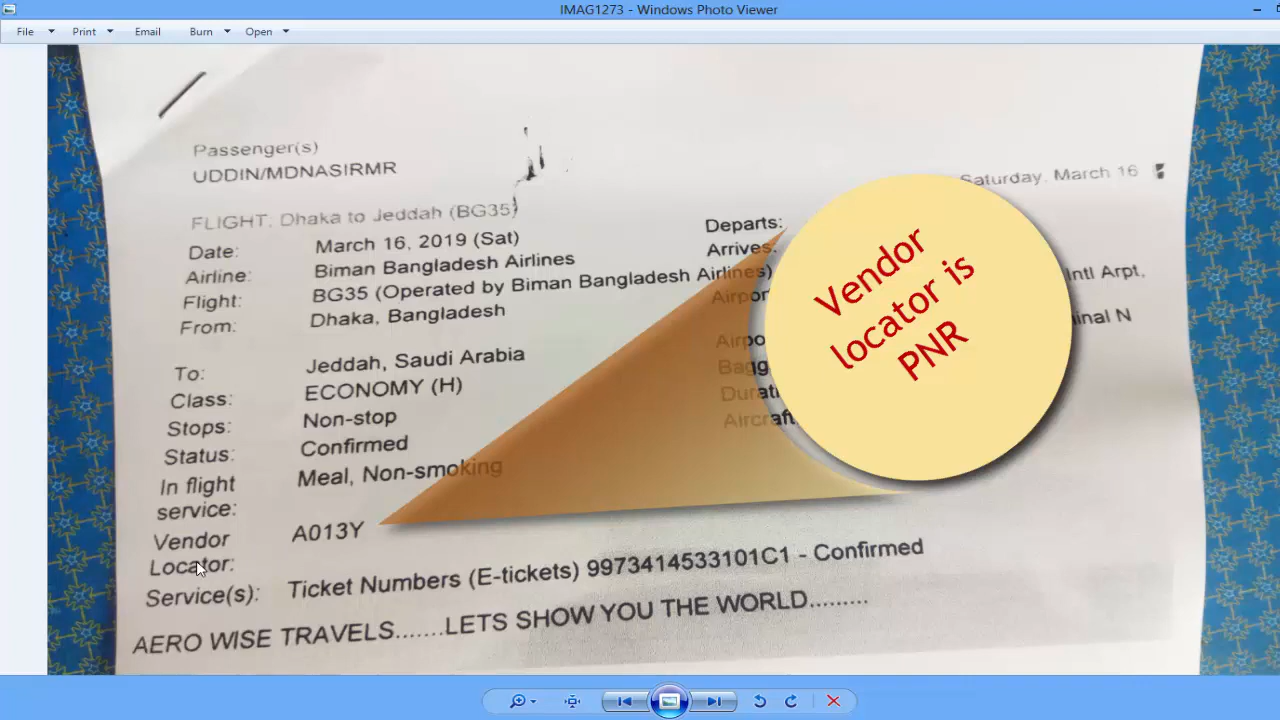 IMAG1273 - Windows Photo Viewer
File Print Email Burn Open
Passenger(s)
UDDIN/MDNASIRMR
Saturday, March 16
FLIGHT: Dhaka to Jeddah (BG35)
Date: March 16, 2019 (Sat) Departs:
Airline: Biman Bangladesh Airlines Arrives:
Flight: BG35 (Operated by Biman Bangladesh Airlines)
From: Dhaka, Bangladesh
Intl Arpt,
To: Jeddah, Saudi Arabia
Class: ECONOMY (H)
Stops: Non-stop
Status: Confirmed
In flight service: Meal, Non-smoking
Vendor Locator: A013Y
Service(s): Ticket Numbers (E-tickets) 9973414533101C1 - Confirmed
AERO WISE TRAVELS.......LETS SHOW YOU THE WORLD.........
Vendor
locator is
PNR